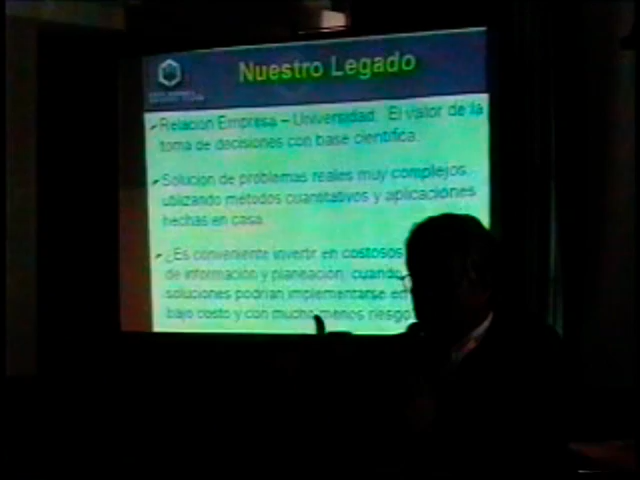 Nuestro Legado
Relación Empresa – Universidad. El valor de la
toma de decisiones con base científica.
Solución de problemas reales muy complejos
utilizando métodos cuantitativos y aplicaciones
hechas en casa.
¿Es conveniente invertir en costosos
de información y planeación, cuando
soluciones podrían implementarse en
bajo costo y con mucho menos riesgo